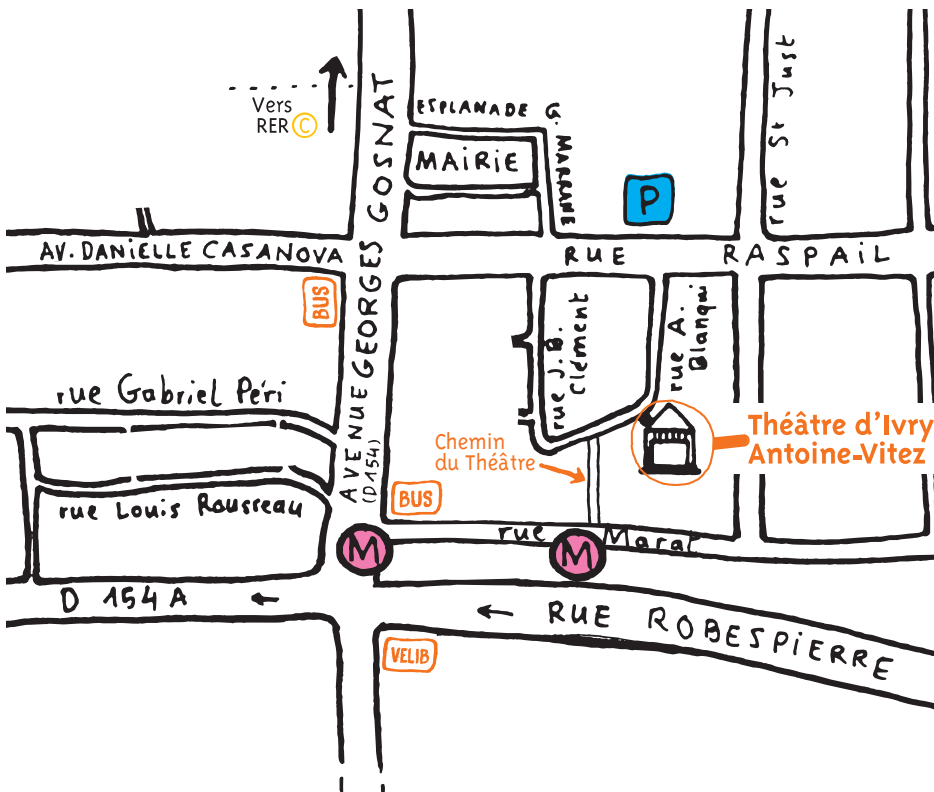 Vers
RER C
ESPLANADE G. MARRANE
MAiRiE
P
rue St Just
AV. DANiELLE CASANOVA
RUE RASPAiL
BUS
AVENUE GEORGES GOSNAT
(D154)
rue J.B.
Clément
rue A.
Blanqui
rue Gabriel Péri
Chemin
du Théâtre
Théâtre d'Ivry
Antoine-Vitez
BUS
rue Louis Rousseau
rue Marat
M
M
D 154A
RUE ROBESPiERRE
VELIB